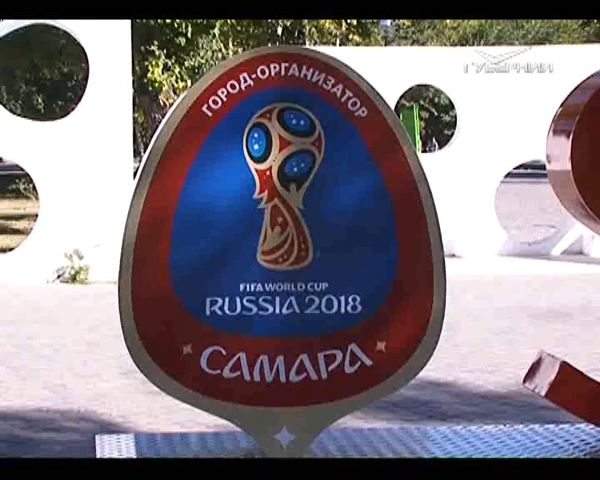 ГУБЕРНИЯ
ГОРОД-ОРГАНИЗАТОР
FIFA WORLD CUP
RUSSIA 2018
САМАРА